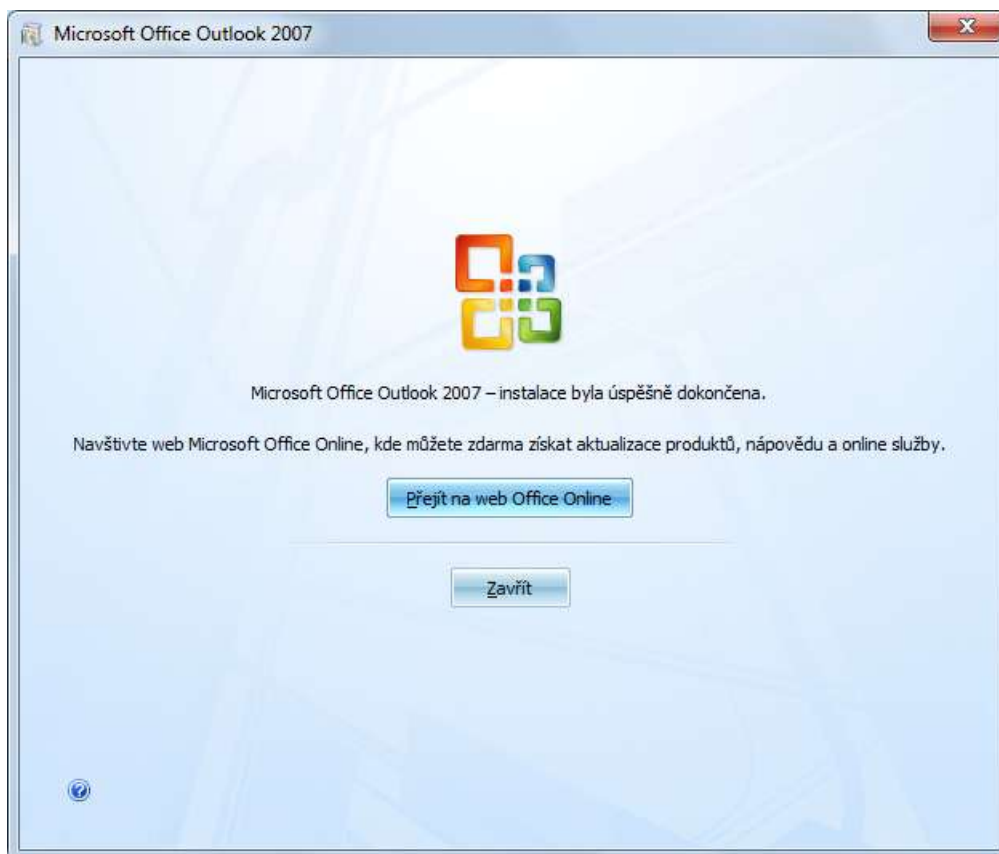 Microsoft Office Outlook 2007
Microsoft Office Outlook 2007 – instalace byla úspěšně dokončena.
Navštivte web Microsoft Office Online, kde můžete zdarma získat aktualizace produktů, nápovědu a online služby.
Přejít na web Office Online
Zavřít